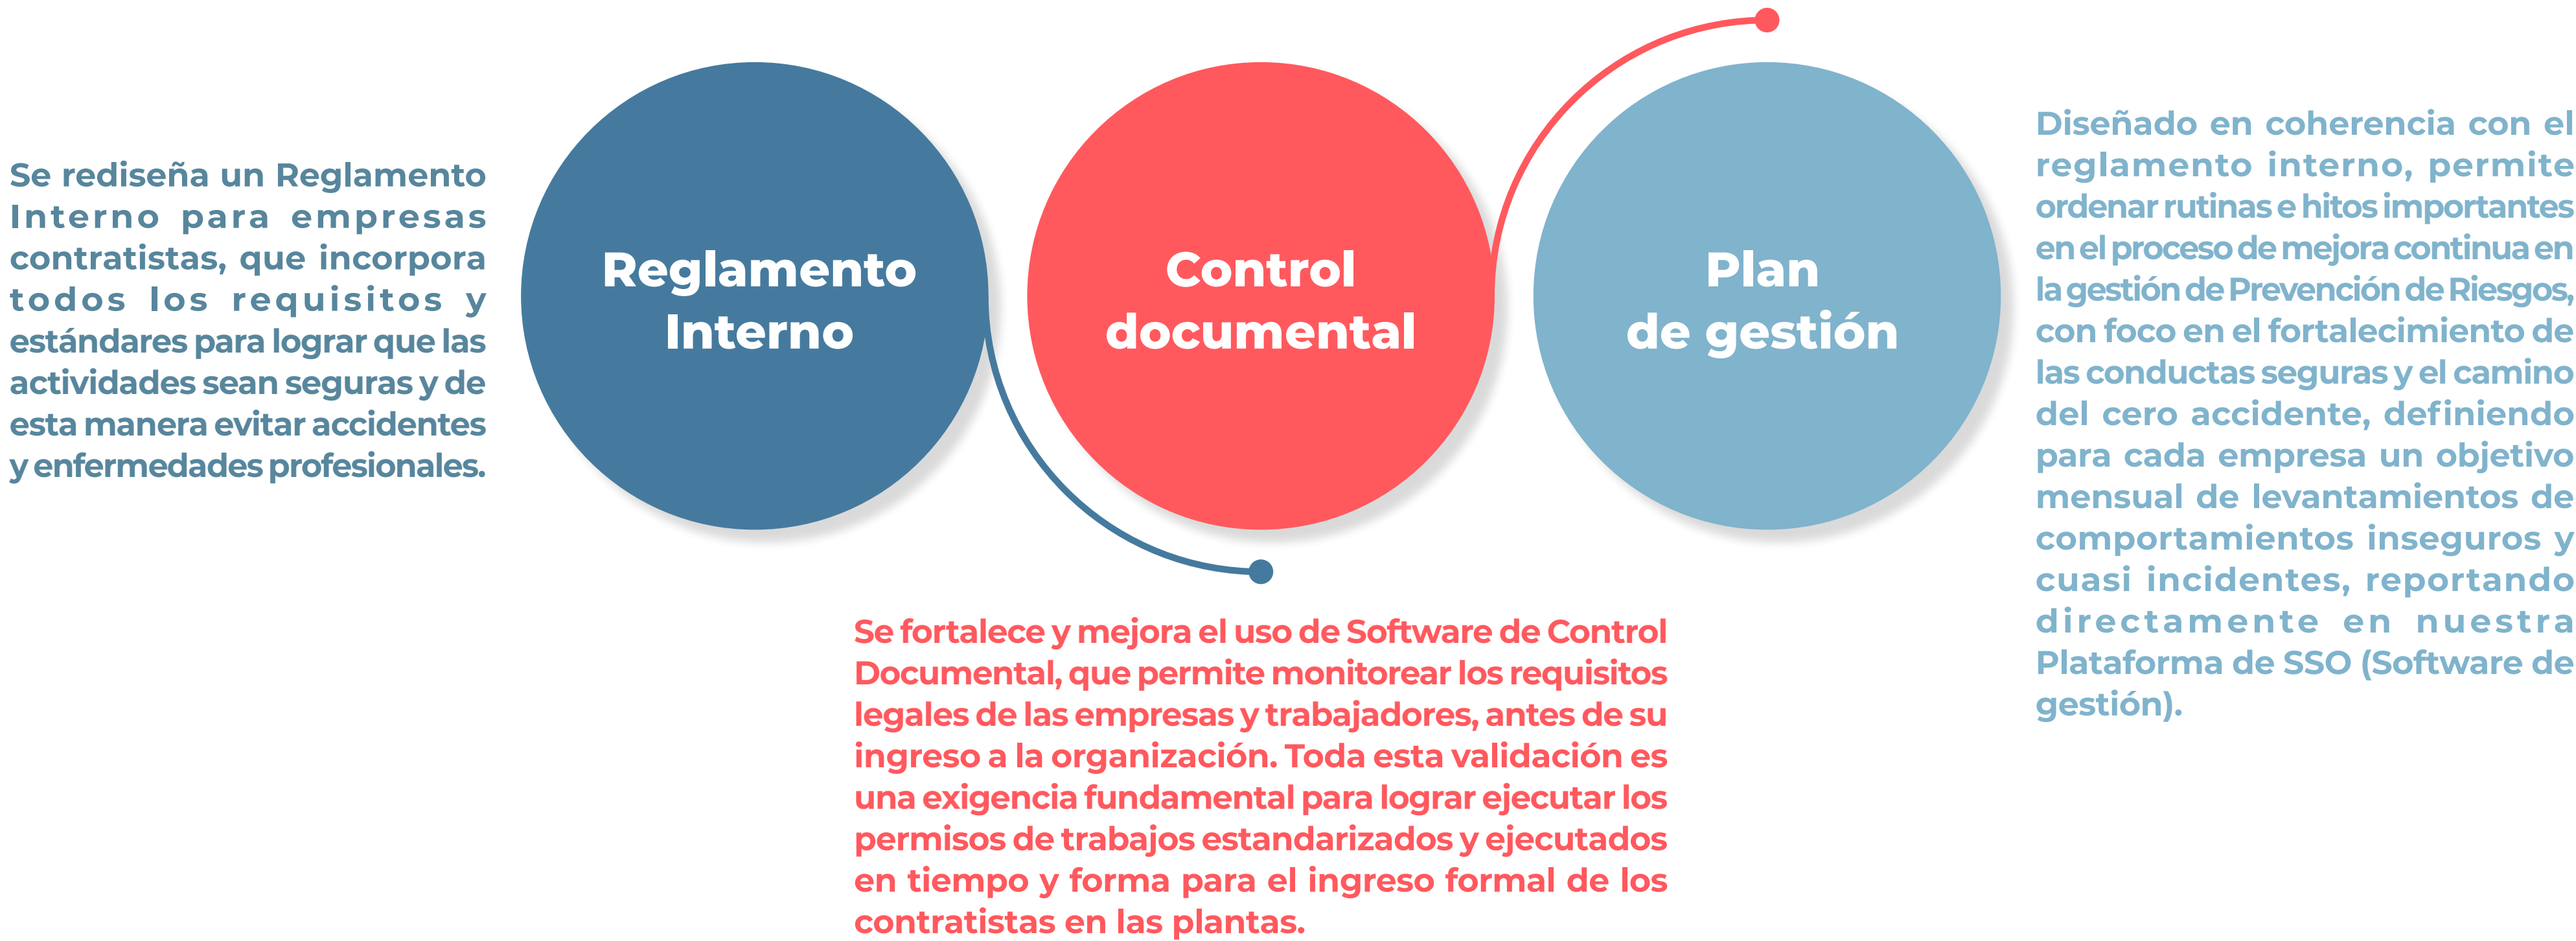 Se rediseña un Reglamento
Interno para empresas
contratistas, que incorpora
todos los requisitos y
estándares para lograr que las
actividades sean seguras y de
esta manera evitar accidentes
y enfermedades profesionales.
Reglamento
Interno
Control
documental
Se fortalece y mejora el uso de Software de Control
Documental, que permite monitorear los requisitos
legales de las empresas y trabajadores, antes de su
ingreso a la organización. Toda esta validación es
una exigencia fundamental para lograr ejecutar los
permisos de trabajos estandarizados y ejecutados
en tiempo y forma para el ingreso formal de los
contratistas en las plantas.
Plan
de gestión
Diseñado en coherencia con el
reglamento interno, permite
ordenar rutinas e hitos importantes
en el proceso de mejora continua en
la gestión de Prevención de Riesgos,
con foco en el fortalecimiento de
las conductas seguras y el camino
del cero accidente, definiendo
para cada empresa un objetivo
mensual de levantamientos de
comportamientos inseguros y
cuasi incidentes, reportando
directamente en nuestra
Plataforma de SSO (Software de
gestión).